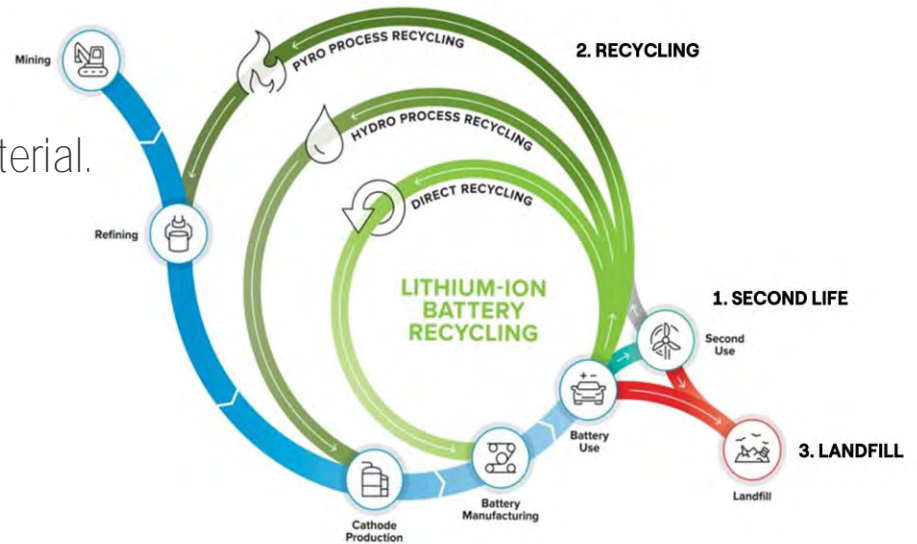 Mining
PYRO PROCESS RECYCLING
2. RECYCLING
HYDRO PROCESS RECYCLING
terial.
DIRECT RECYCLING
Refining
LITHIUM-ION
BATTERY
RECYCLING
1. SECOND LIFE
Second
Use
+ -
Battery
Use
3. LANDFILL
Landfill
Battery
Manufacturing
Cathode
Production